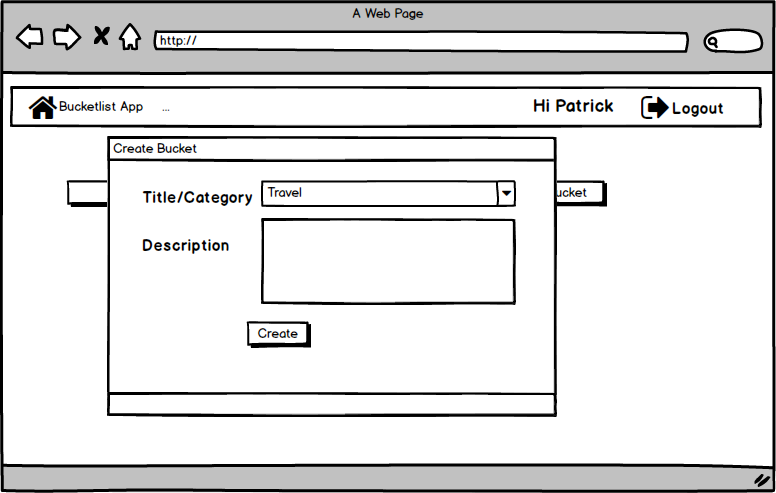 A Web Page
http://
Bucketlist App ... Hi Patrick Logout
Create Bucket
Title/Category Travel
ucket
Description
Create